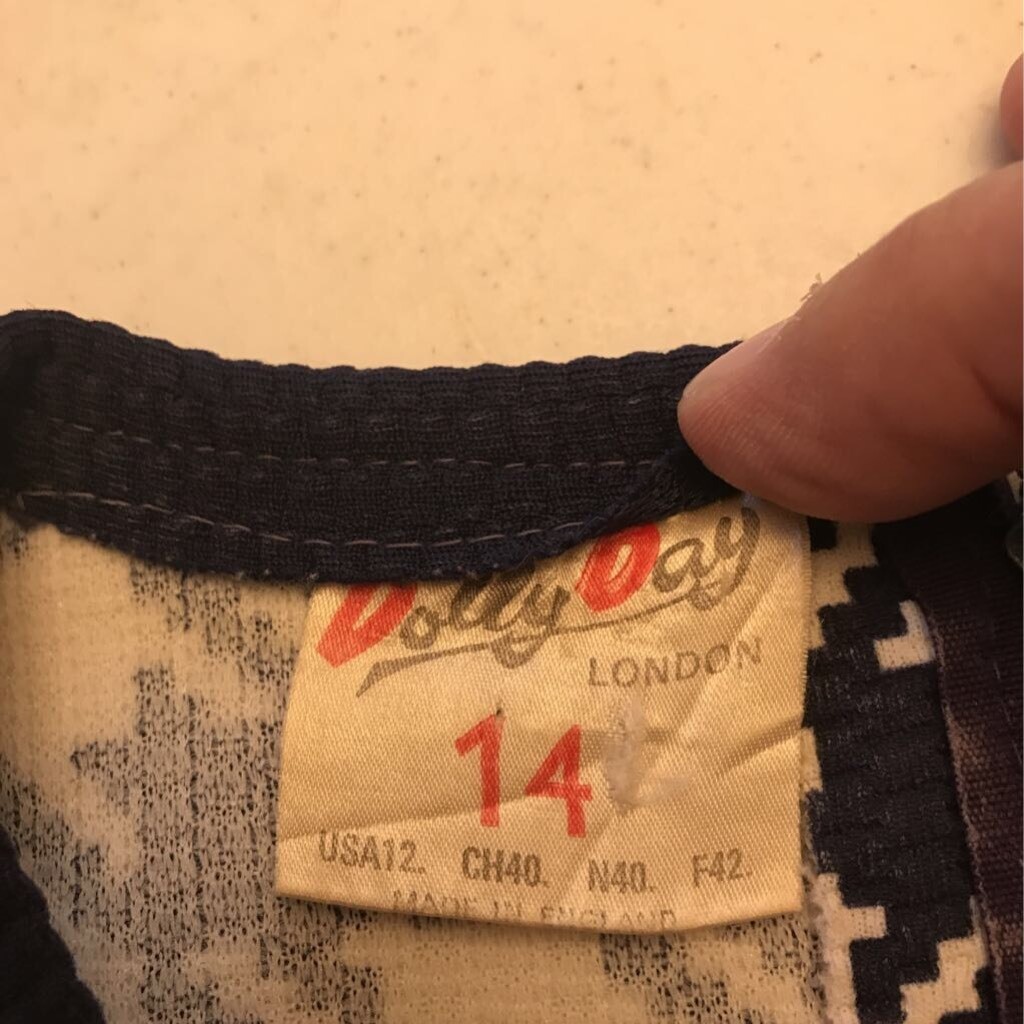 Dolly Day
LONDON
14
USA12. CH40. N40. F42.
MADE IN ENGLAND